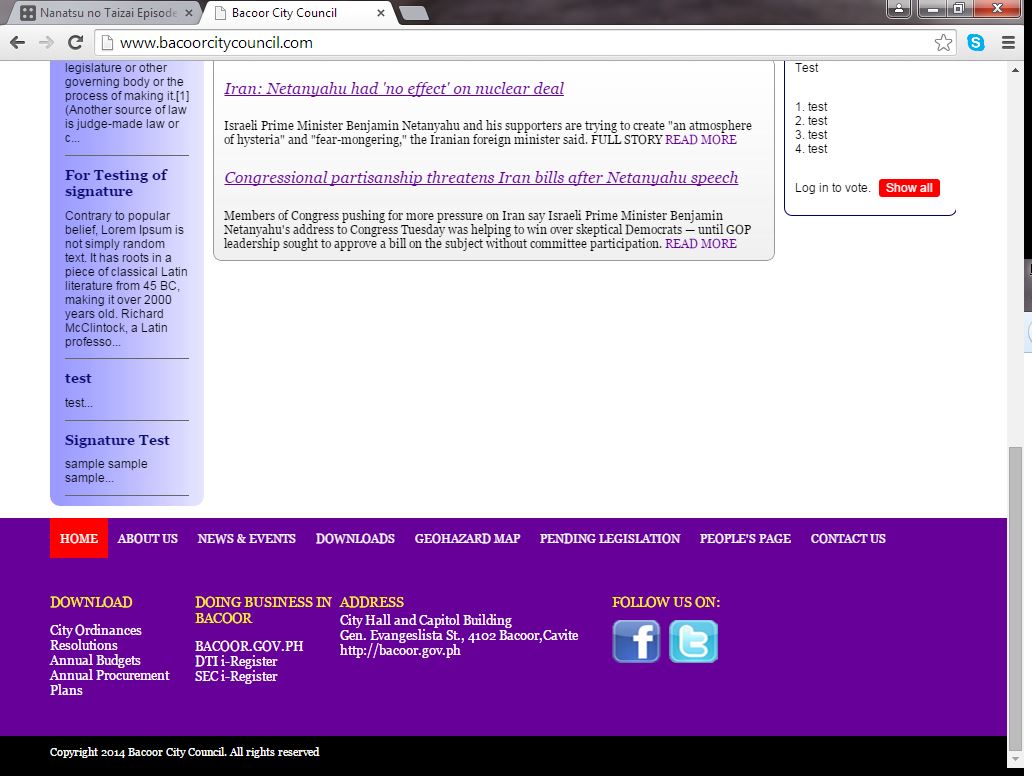 Nanatsu no Taizai Episode
Bacoor City Council
www.bacoorcitycouncil.com
legislature or other
governing body or the
process of making it.[1]
(Another source of law
is judge-made law or
c...
For Testing of
signature
Contrary to popular
belief, Lorem Ipsum is
not simply random
text. It has roots in a
piece of classical Latin
literature from 45 BC,
making it over 2000
years old. Richard
McClintock, a Latin
professo...
test
test...
Signature Test
sample sample
sample...
Iran: Netanyahu had 'no effect' on nuclear deal
Israeli Prime Minister Benjamin Netanyahu and his supporters are trying to create "an atmosphere
of hysteria" and "fear-mongering," the Iranian foreign minister said. FULL STORY READ MORE
Congressional partisanship threatens Iran bills after Netanyahu speech
Members of Congress pushing for more pressure on Iran say Israeli Prime Minister Benjamin
Netanyahu's address to Congress Tuesday was helping to win over skeptical Democrats — until GOP
leadership sought to approve a bill on the subject without committee participation. READ MORE
Test
1. test
2. test
3. test
4. test
Log in to vote. Show all
HOME ABOUT US NEWS & EVENTS DOWNLOADS GEOHAZARD MAP PENDING LEGISLATION PEOPLE'S PAGE CONTACT US
DOWNLOAD
City Ordinances
Resolutions
Annual Budgets
Annual Procurement
Plans
DOING BUSINESS IN
BACOOR
BACOOR.GOV.PH
DTI i-Register
SEC i-Register
ADDRESS
City Hall and Capitol Building
Gen. Evangeslista St., 4102 Bacoor,Cavite
http://bacoor.gov.ph
FOLLOW US ON:
Copyright 2014 Bacoor City Council. All rights reserved